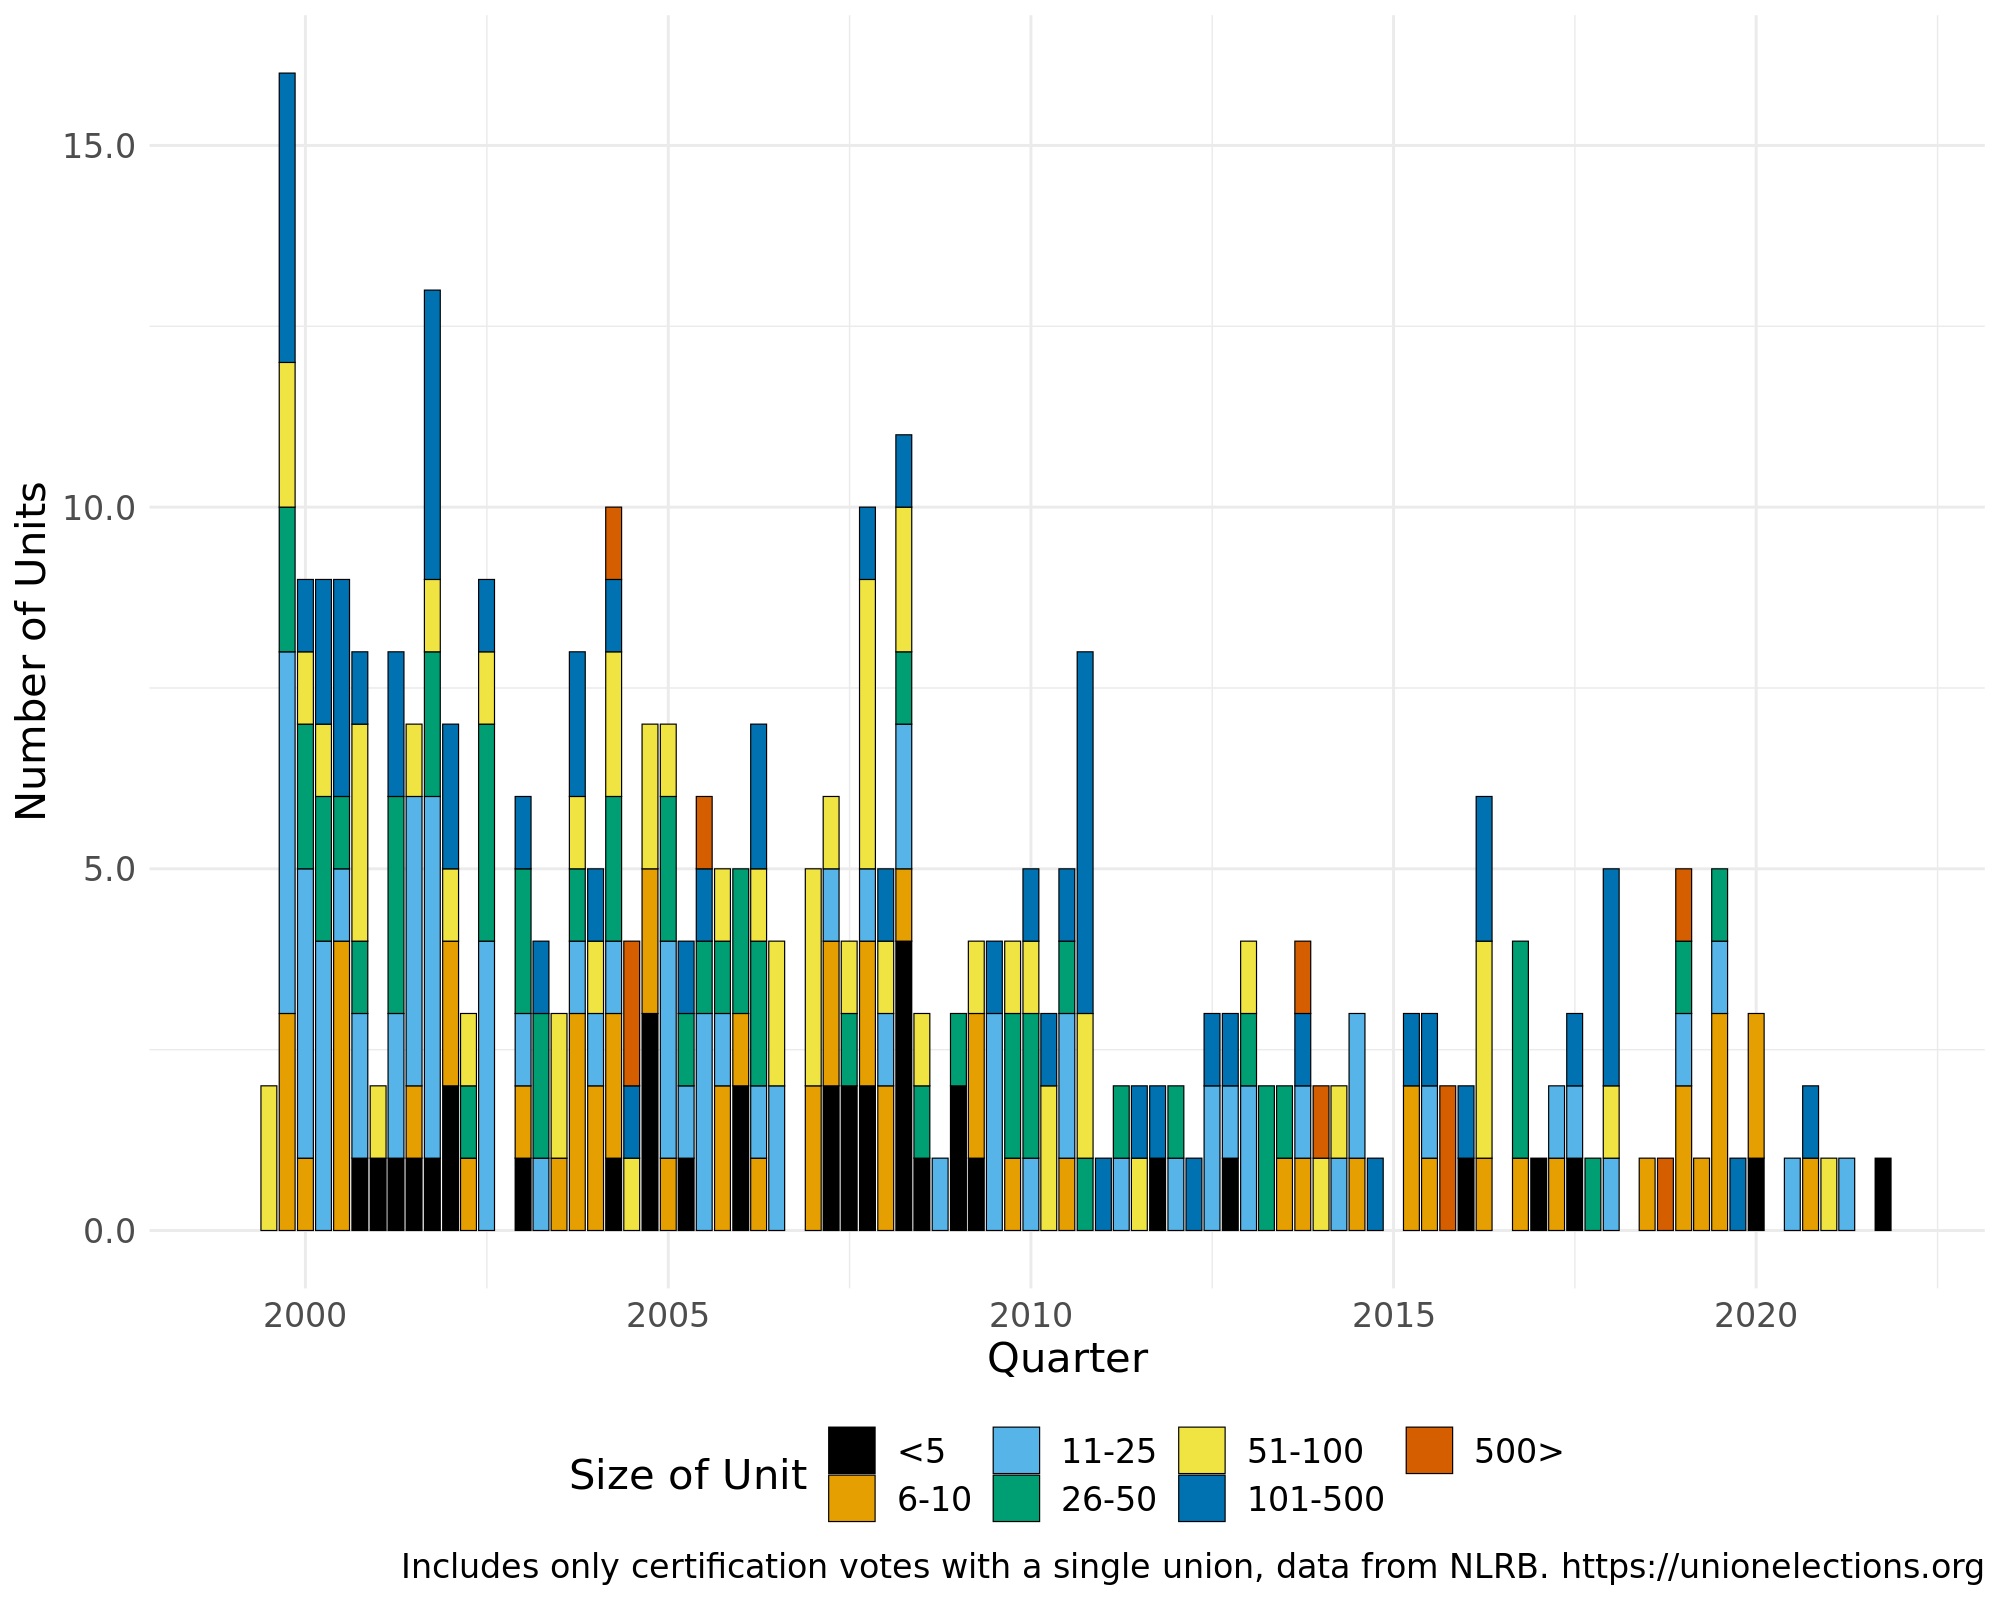 15.0
10.0
5.0
0.0
Number of Units
2000 2005 2010 2015 2020
Quarter
Size of Unit
<5 11-25 51-100 500>
6-10 26-50 101-500
Includes only certification votes with a single union, data from NLRB. https://unionelections.org